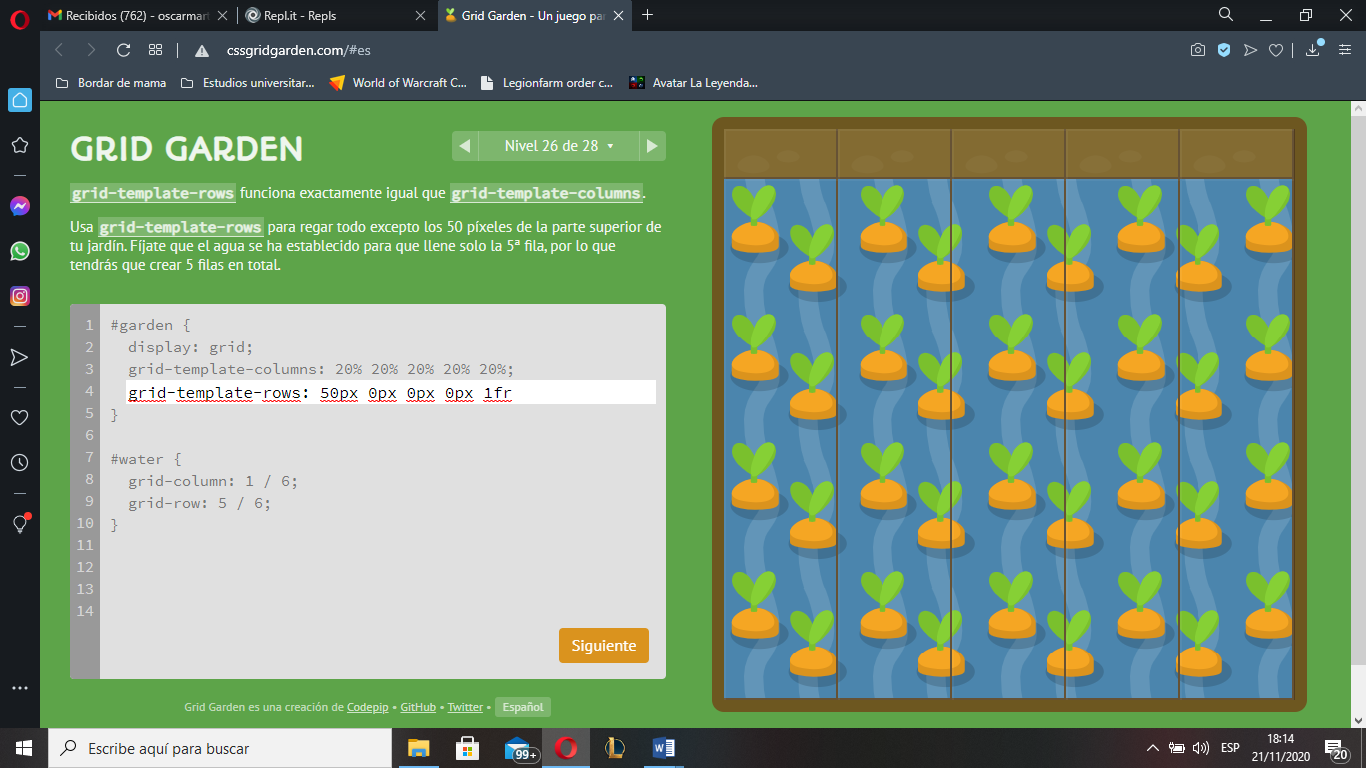 Recibidos (762) - oscarmar
Repl.it - Repls
Grid Garden - Un juego par
cssgridgarden.com/#es
Bordar de mama
Estudios universitar...
World of Warcraft C...
Legionfarm order c...
Avatar La Leyenda...
GRID GARDEN
Nivel 26 de 28
grid-template-rows funciona exactamente igual que grid-template-columns.
Usa grid-template-rows para regar todo excepto los 50 píxeles de la parte superior de
tu jardín. Fíjate que el agua se ha establecido para que llene solo la 5ª fila, por lo que
tendrás que crear 5 filas en total.
1 #garden {
2 display: grid;
3 grid-template-columns: 20% 20% 20% 20% 20%;
4 grid-template-rows: 50px 0px 0px 0px 1fr
5 }
6
7 #water {
8 grid-column: 1 / 6;
9 grid-row: 5 / 6;
10 }
11
12
13
14
Siguiente
Grid Garden es una creación de Codepip • GitHub • Twitter • Español
Escribe aquí para buscar
99+
ESP
18:14
21/11/2020
20